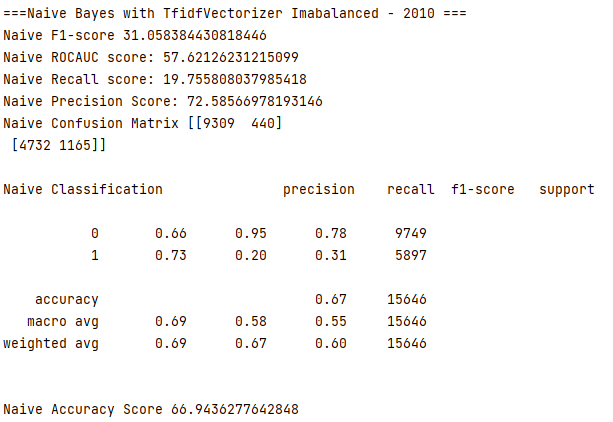 ===Naive Bayes with TfidfVectorizer Imabalanced - 2010 ===
Naive F1-score 31.058384430818446
Naive ROCAUC score: 57.62126231215099
Naive Recall score: 19.755808037985418
Naive Precision Score: 72.58566978193146
Naive Confusion Matrix [[9309  440]
 [4732 1165]]
Naive Classification               precision    recall  f1-score   support
           0       0.66      0.95      0.78     9749
           1       0.73      0.20      0.31     5897
    accuracy                           0.67     15646
   macro avg       0.69      0.58      0.55     15646
weighted avg       0.69      0.67      0.60     15646
Naive Accuracy Score 66.9436277642848